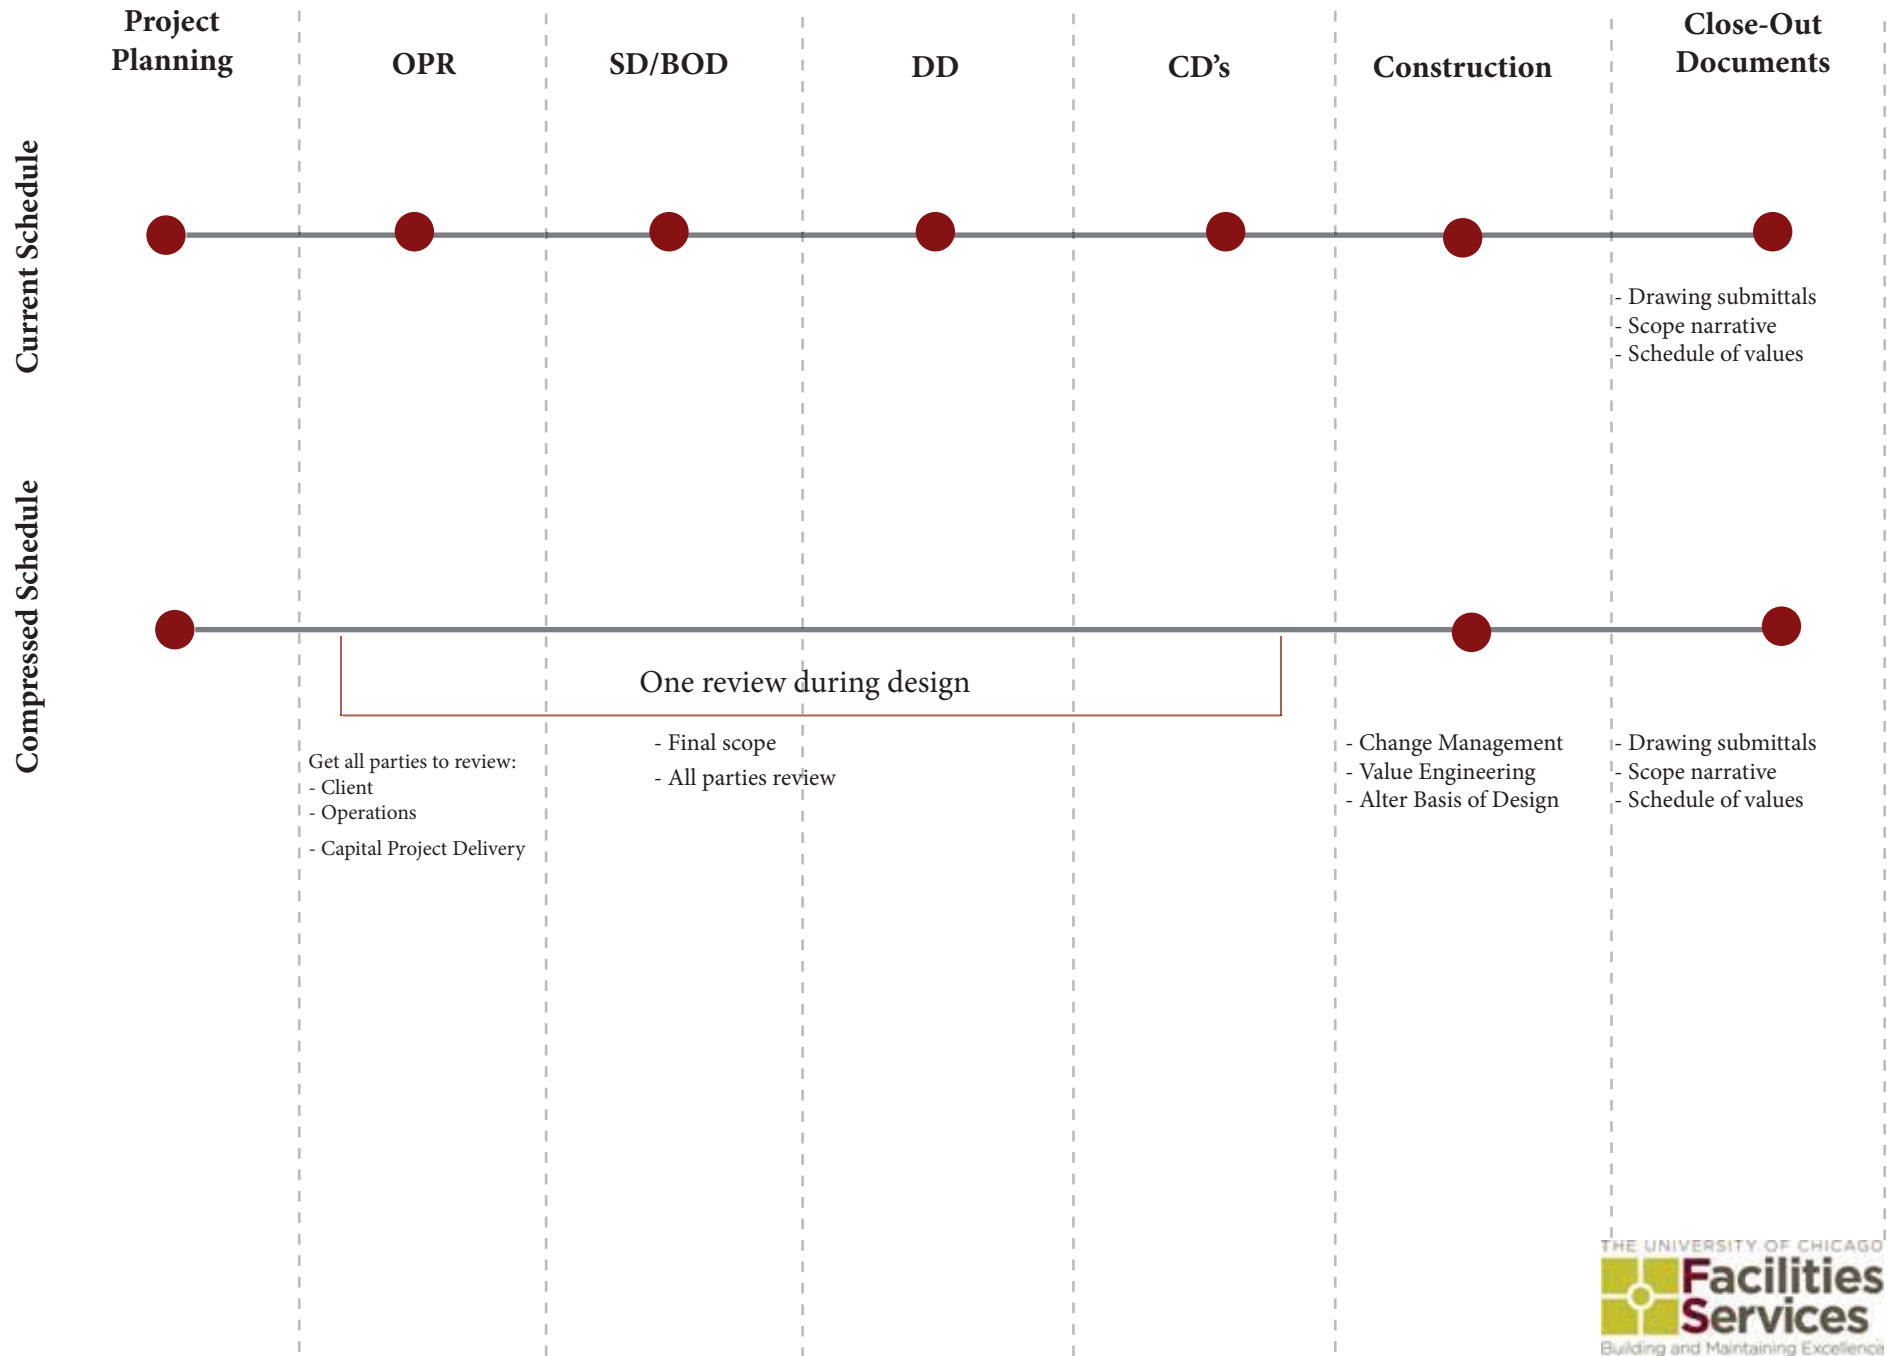 Project
Planning
OPR
SD/BOD
DD
CD’s
Construction
Close-Out
Documents
Current Schedule
- Drawing submittals
- Scope narrative
- Schedule of values
Compressed Schedule
One review during design
Get all parties to review:
- Client
- Operations
- Capital Project Delivery
- Final scope
- All parties review
- Change Management
- Value Engineering
- Alter Basis of Design
- Drawing submittals
- Scope narrative
- Schedule of values
THE UNIVERSITY OF CHICAGO
Facilities
Services
Building and Maintaining Excellence